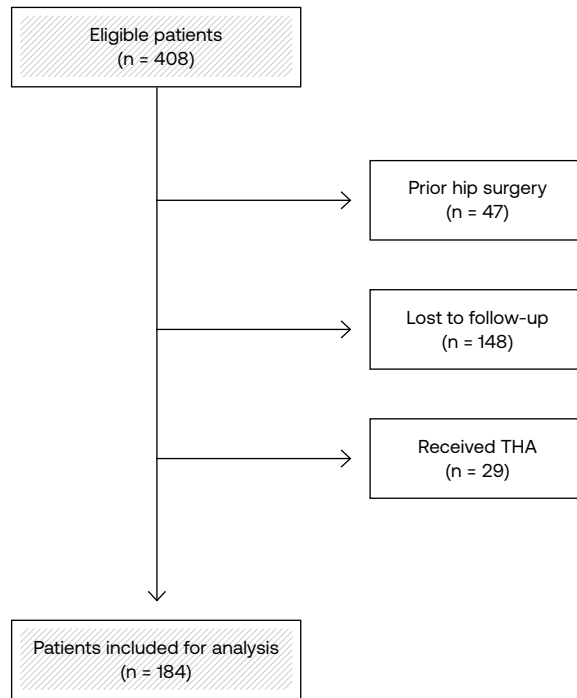 Eligible patients
(n = 408)
Prior hip surgery
(n = 47)
Lost to follow-up
(n = 148)
Received THA
(n = 29)
Patients included for analysis
(n = 184)